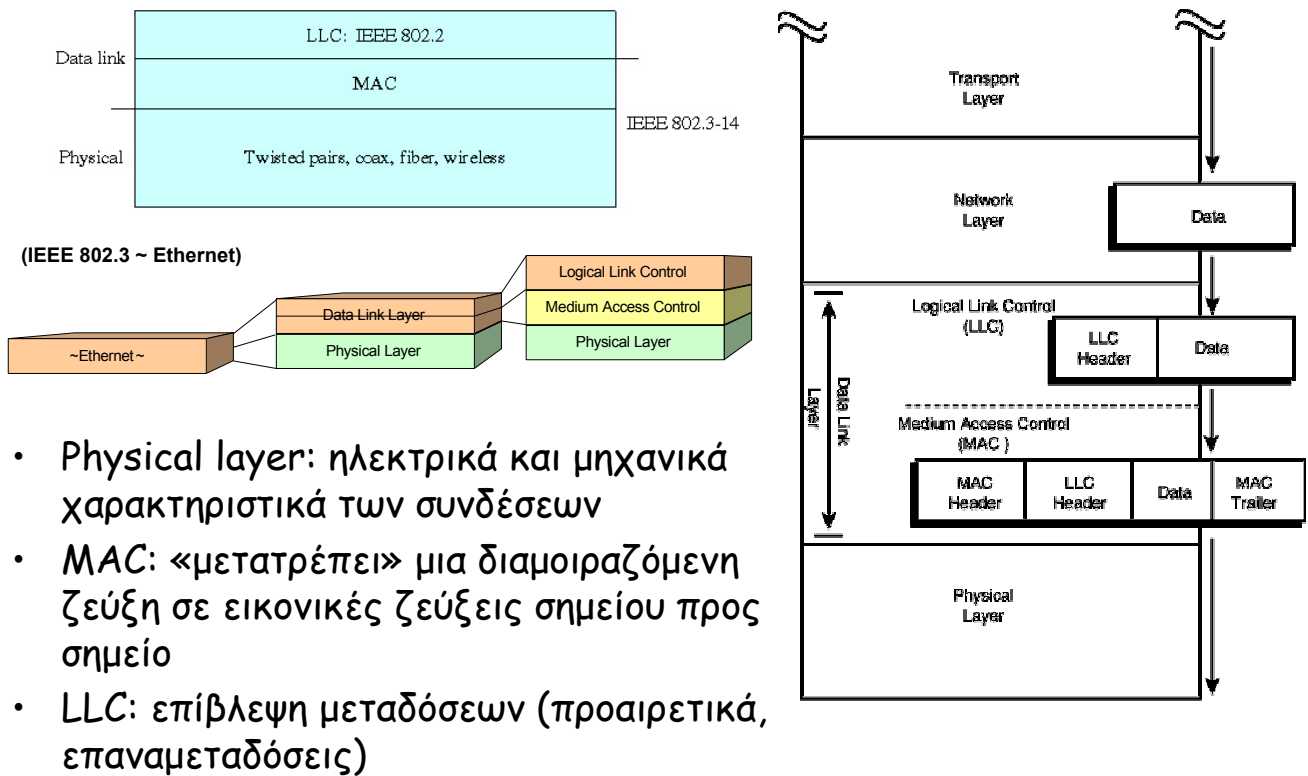 LLC: IEEE 802.2
Data link
MAC
IEEE 802.3-14
Physical
Twisted pairs, coax, fiber, wireless
(IEEE 802.3 ~ Ethernet)
~Ethernet~
Data Link Layer
Physical Layer
Logical Link Control
Medium Access Control
Physical Layer
• Physical layer: ηλεκτρικά και μηχανικά
χαρακτηριστικά των συνδέσεων
• MAC: «μετατρέπει» μια διαμοιραζόμενη
ζεύξη σε εικονικές ζεύξεις σημείου προς
σημείο
• LLC: επίβλεψη μεταδόσεων (προαιρετικά,
επαναμεταδόσεις)
Transport
Layer
Network
Layer
Data
Logical Link Control
(LLC)
LLC
Header
Data
Data Link
Layer
Medium Access Control
(MAC )
MAC
Header
LLC
Header
Data
MAC
Trailer
Physical
Layer